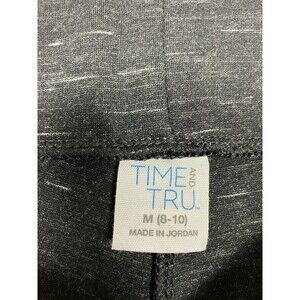 TIME AND
TRU
M (8-10)
MADE IN JORDAN